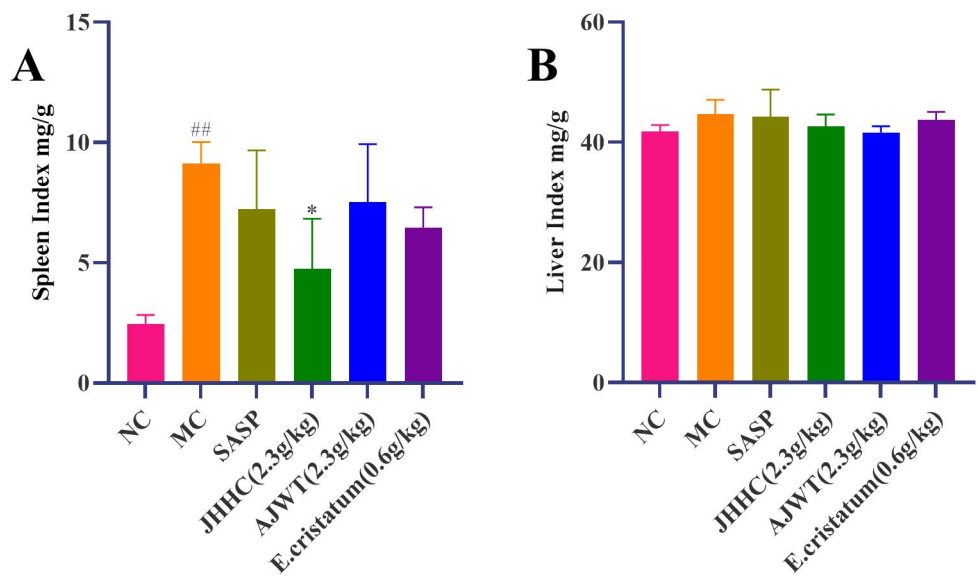 A
Spleen Index mg/g
15
10
5
0
##
*
NC
MC
SASP
JHHC(2.3g/kg)
AJWT(2.3g/kg)
E.cristatum(0.6g/kg)
B
Liver Index mg/g
60
40
20
0
NC
MC
SASP
JHHC(2.3g/kg)
AJWT(2.3g/kg)
E.cristatum(0.6g/kg)